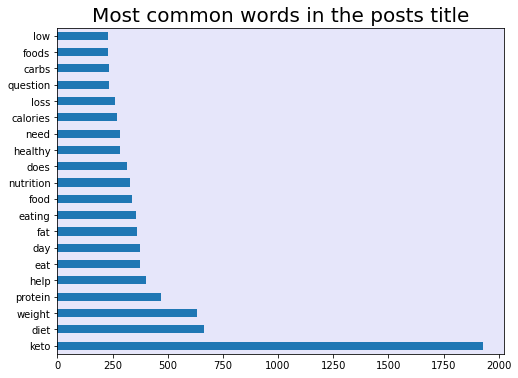 Most common words in the posts title
low
foods
carbs
question
loss
calories
need
healthy
does
nutrition
food
eating
fat
day
eat
help
protein
weight
diet
keto
0 250 500 750 1000 1250 1500 1750 2000